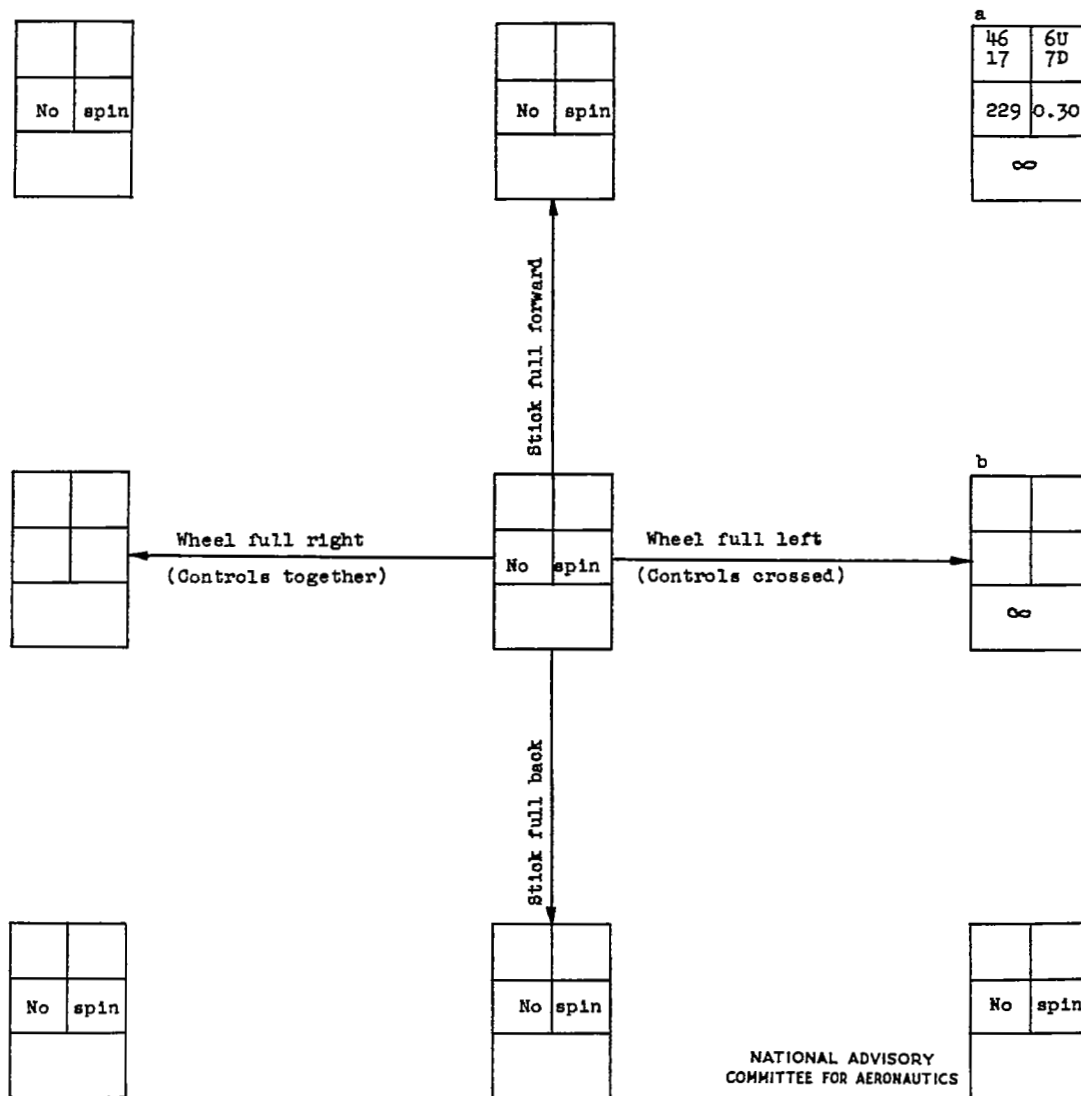 a
46 6U
17 7D
No spin
No spin
229 0.30
∞
Stick full forward
b
Wheel full right
(Controls together)
No spin
Wheel full left
(Controls crossed)
∞
Stick full back
No spin
No spin
No spin
NATIONAL ADVISORY
COMMITTEE FOR AERONAUTICS